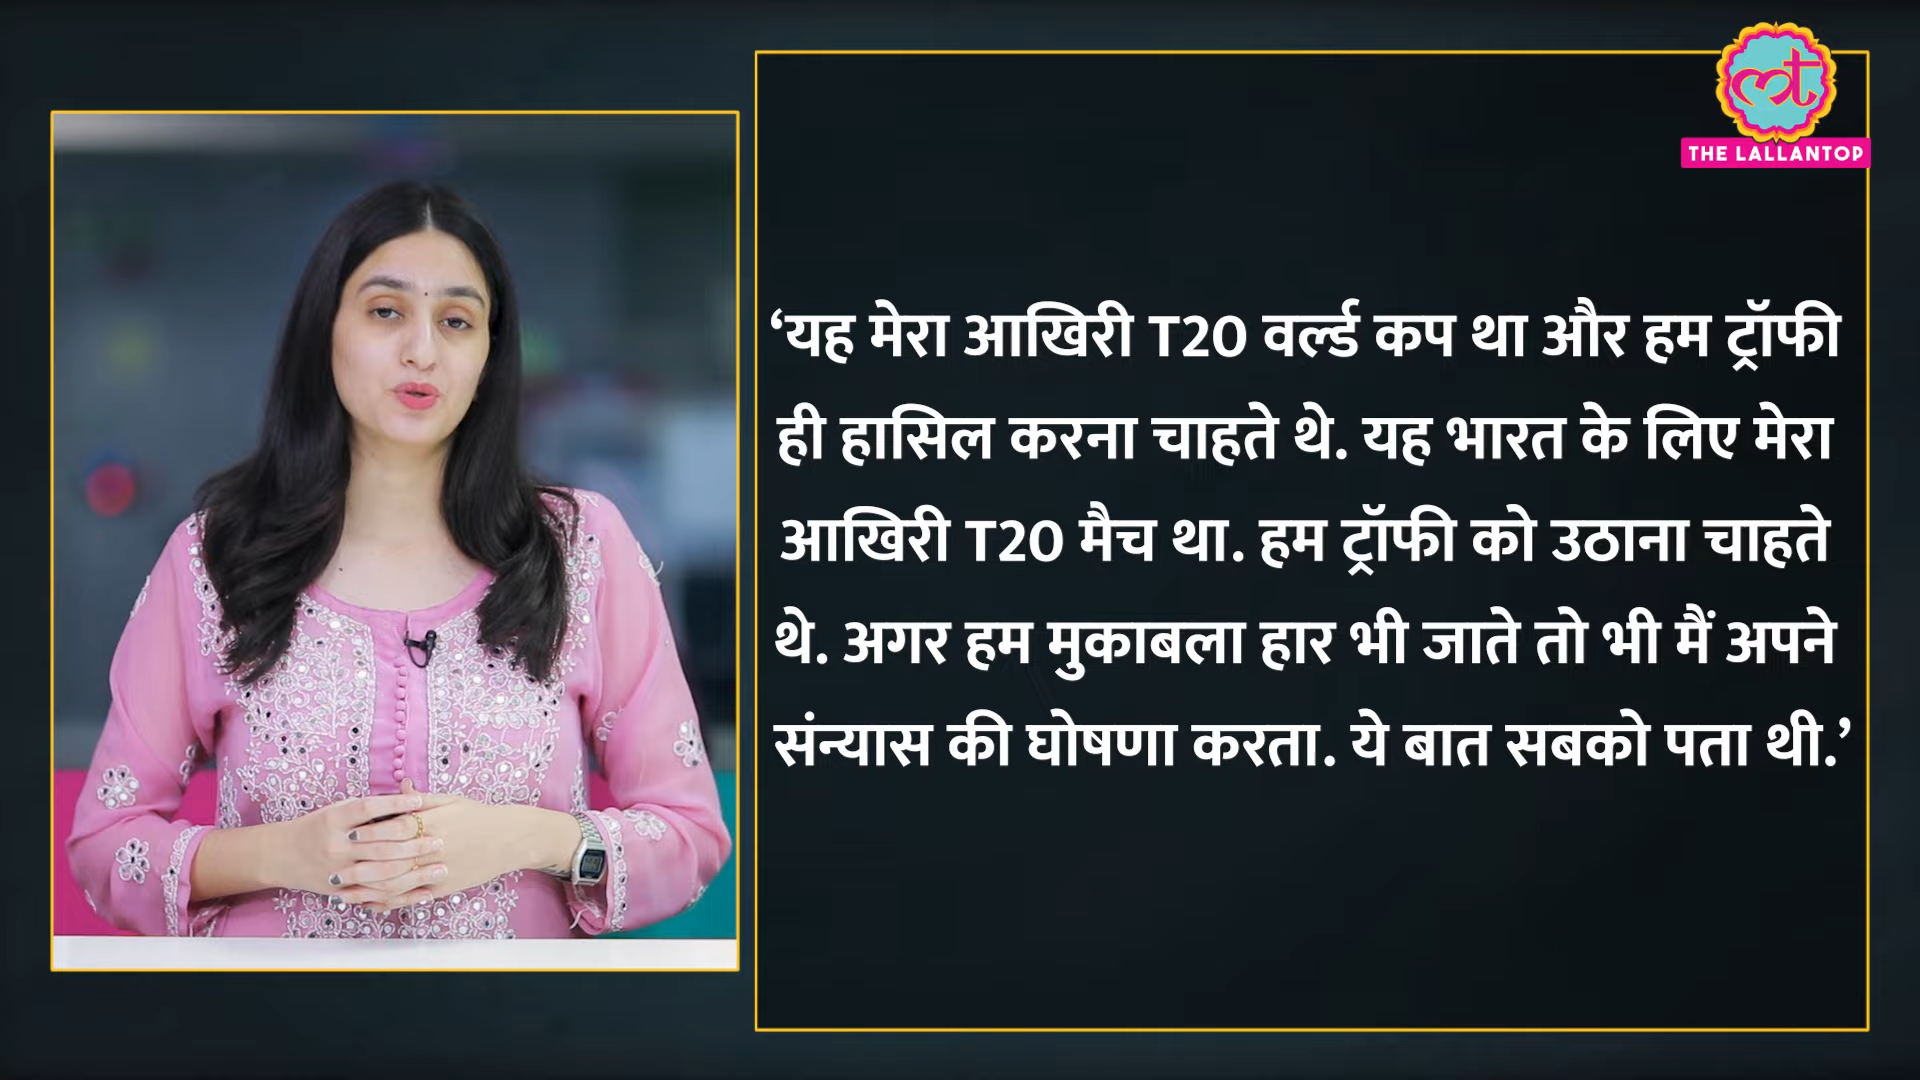 THE LALLANTOP
‘यह मेरा आखिरी T20 वर्ल्ड कप था और हम ट्रॉफी
ही हासिल करना चाहते थे. यह भारत के लिए मेरा
आखिरी T20 मैच था. हम ट्रॉफी को उठाना चाहते
थे. अगर हम मुकाबला हार भी जाते तो भी मैं अपने
संन्यास की घोषणा करता. ये बात सबको पता थी.’